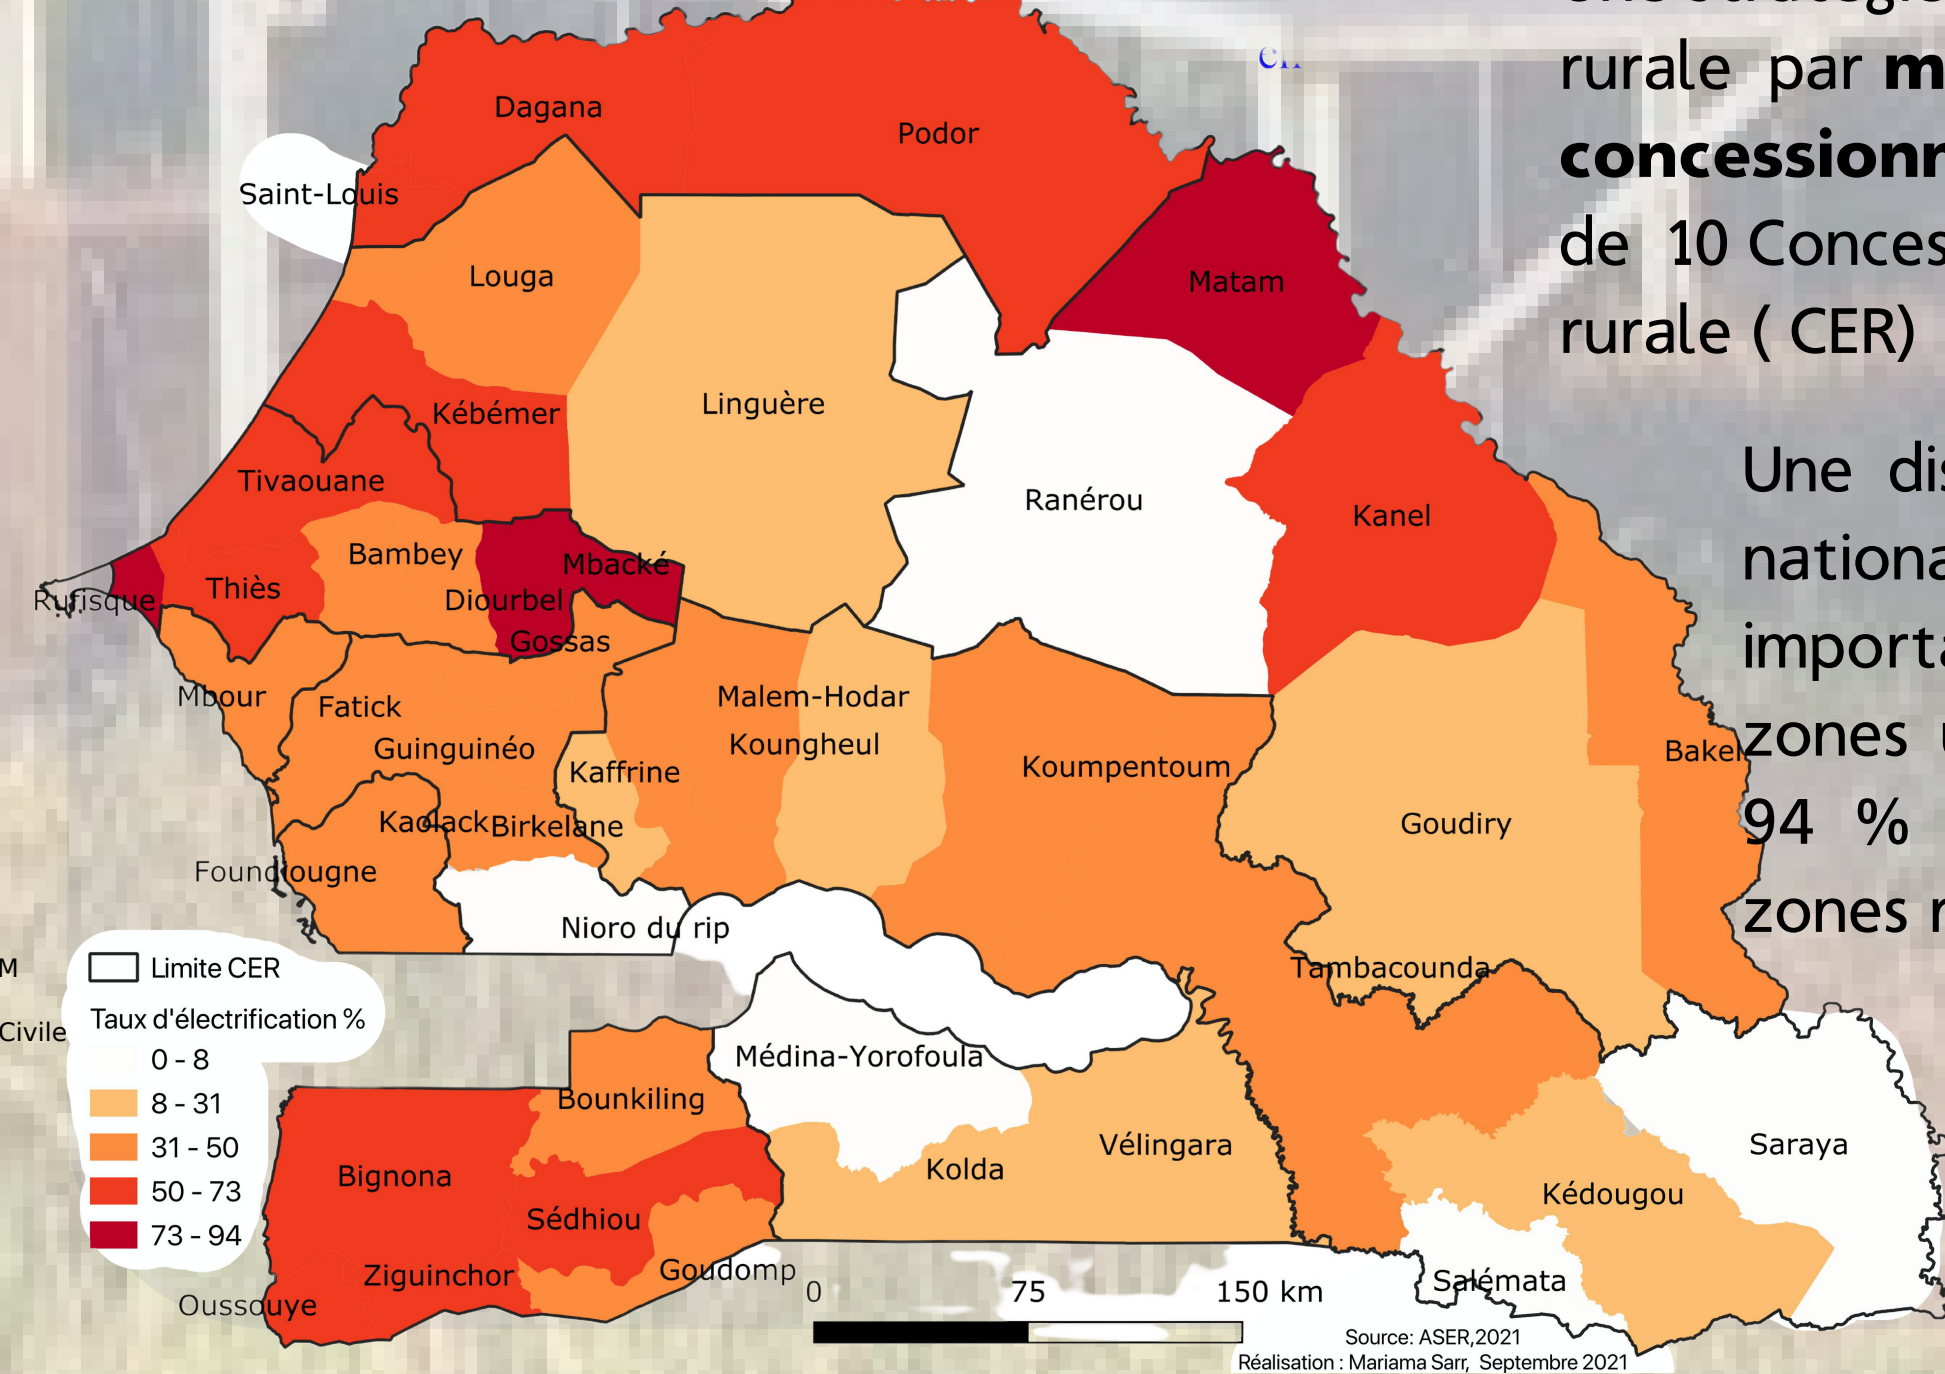 rurale par
concession
de 10 Conces
rurale ( CER)
Une
nationa
importa
zones
94 %
zones
Dagana
Podor
Saint-Louis
Matam
Louga
Linguère
Kébémer
Tivaouane
Ranérou
Kanel
Bambey
Mbacké
Thiès
Diourbel
Rufisque
Gossas
Mbour
Fatick
Malem-Hodar
Guinguinéo
Koungheul
Bakel
Kaffrine
Koumpentoum
Kaolack
Birkelane
Goudiry
Foundiougne
Nioro du rip
Tambacounda
M
Civile
Limite CER
Taux d'électrification %
0 - 8
8 - 31
31 - 50
50 - 73
73 - 94
Médina-Yorofoula
Bounkiling
Vélingara
Saraya
Kolda
Bignona
Kédougou
Sédhiou
Ziguinchor
Goudomp
Salémata
Oussouye
0 75 150 km
Source: ASER,2021
Réalisation : Mariama Sarr, Septembre 2021